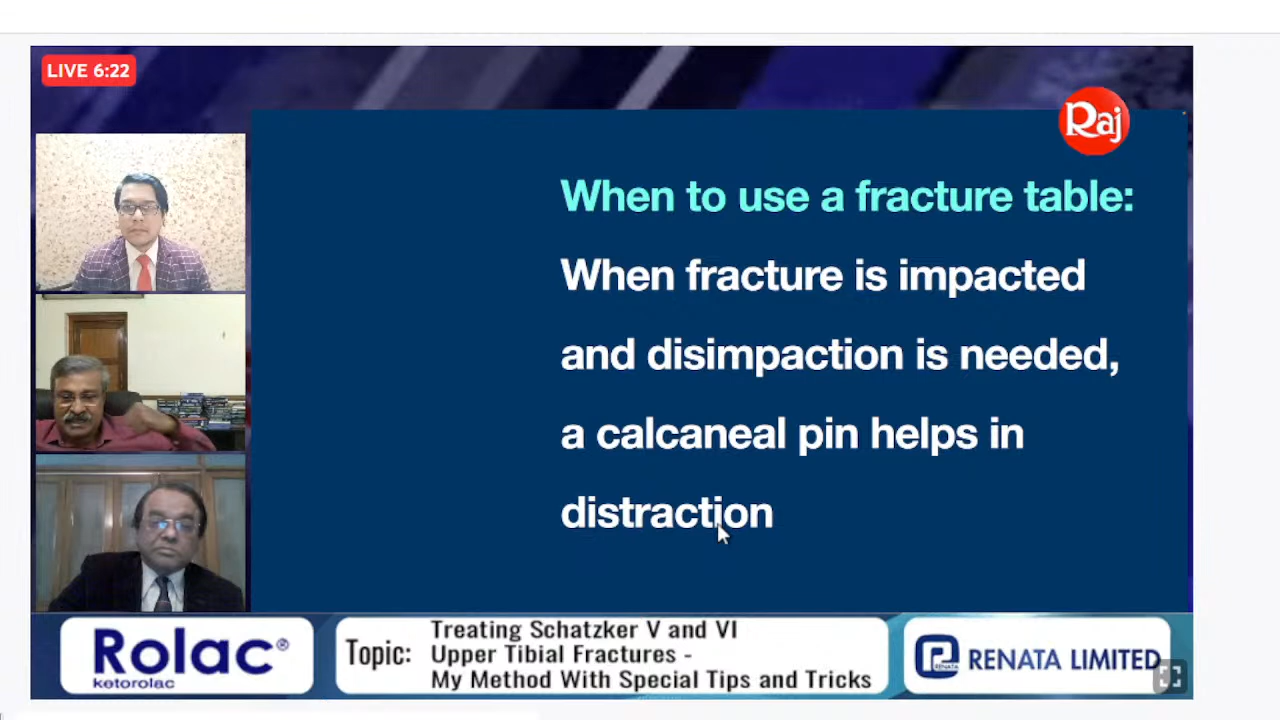 LIVE 6:22
Raj
When to use a fracture table:
When fracture is impacted
and disimpaction is needed,
a calcaneal pin helps in
distraction
Rolac®
ketorolac
Topic:
Treating Schatzker V and VI
Upper Tibial Fractures -
My Method With Special Tips and Tricks
RENATA
RENATA LIMITED